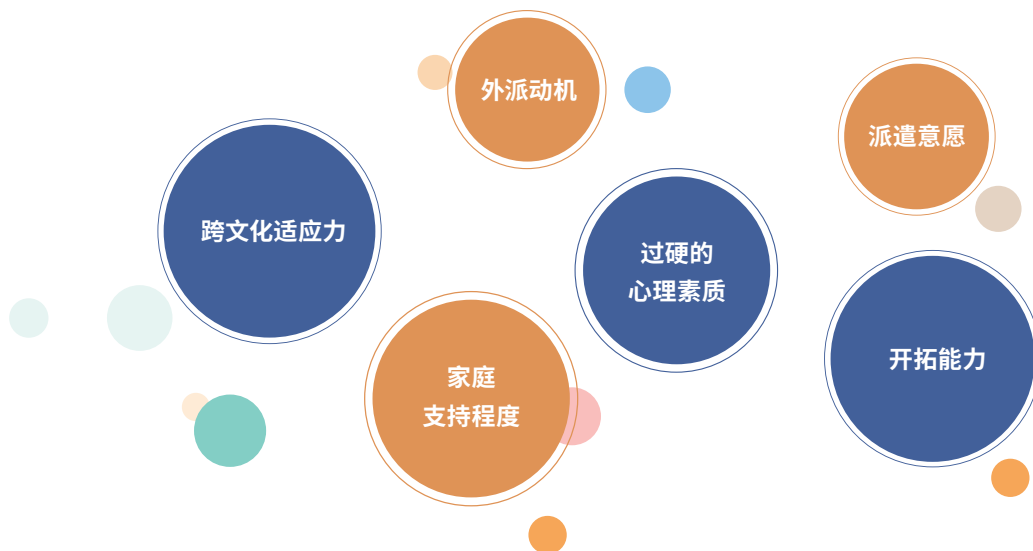 外派动机
派遣意愿
跨文化适应力
过硬的
心理素质
开拓能力
家庭
支持程度